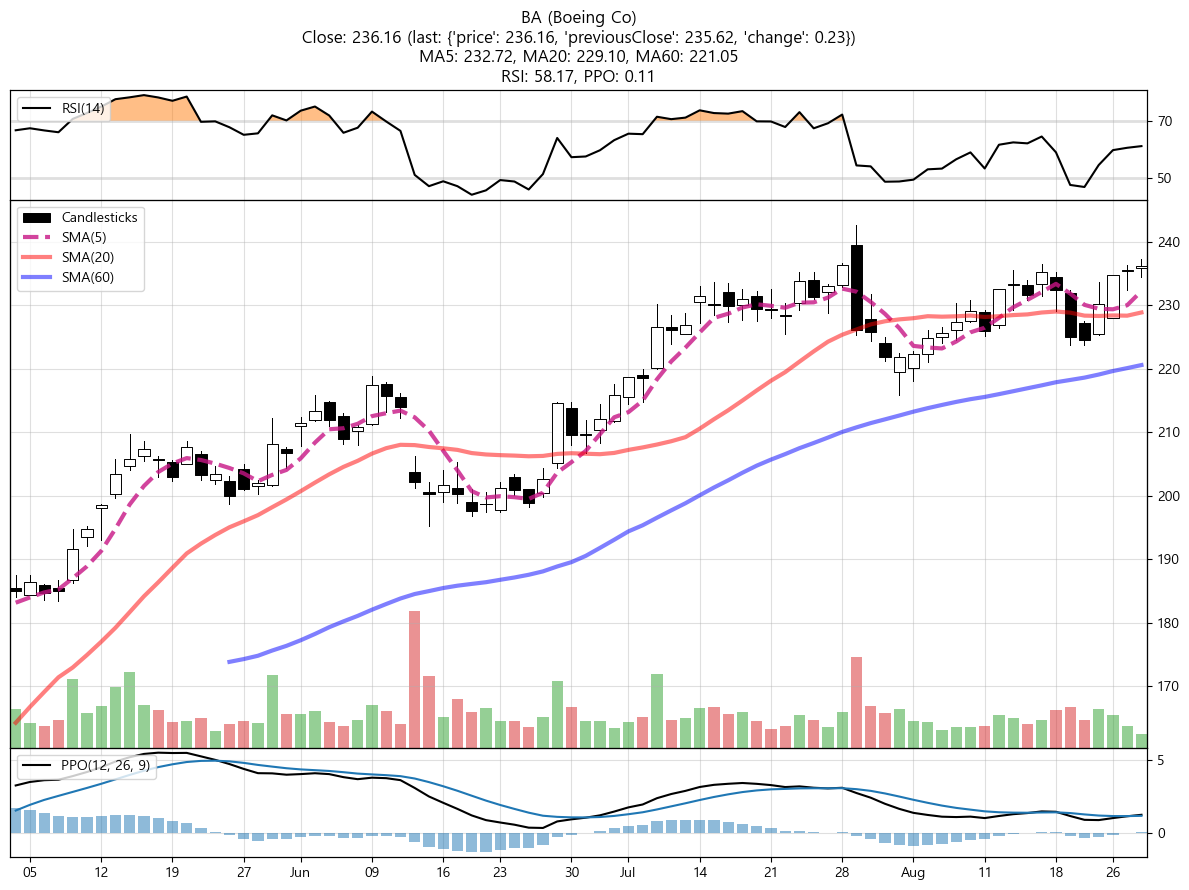 BA (Boeing Co)
Close: 236.16 (last: {'price': 236.16, 'previousClose': 235.62, 'change': 0.23})
MA5: 232.72, MA20: 229.10, MA60: 221.05
RSI: 58.17, PPO: 0.11
RSI(14)
70
50
Candlesticks
SMA(5)
SMA(20)
SMA(60)
240
230
220
210
200
190
180
170
PPO(12, 26, 9)
5
0
05 12 19 27 Jun 09 16 23 30 Jul 14 21 28 Aug 11 18 26